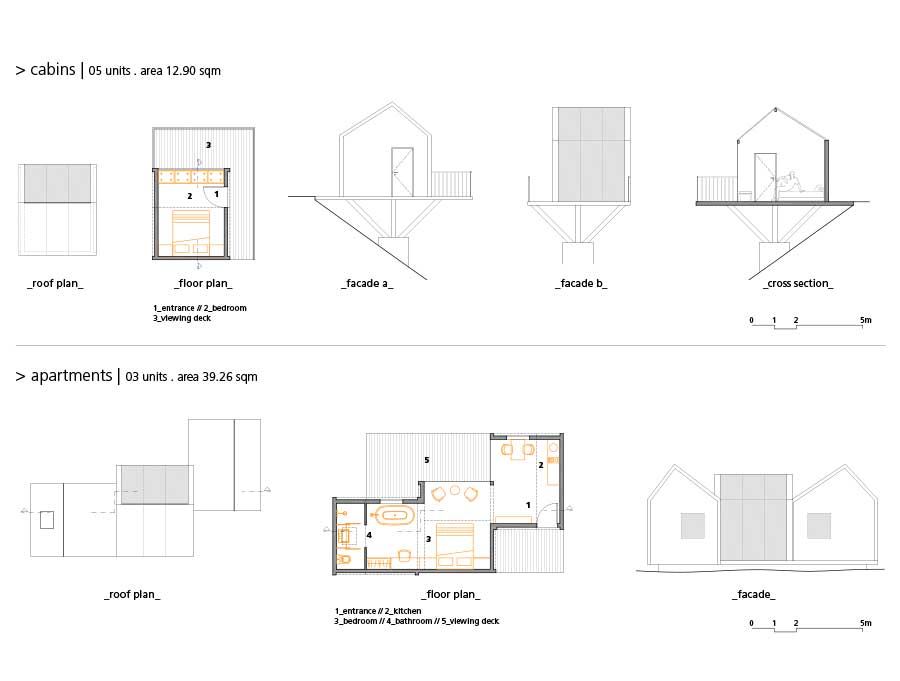 > cabins | 05 units . area 12.90 sqm
3
2
1
_roof plan_
_floor plan_
_facade a_
_facade b_
_cross section_
1_entrance // 2_bedroom
3_viewing deck
0 1 2 5m
> apartments | 03 units . area 39.26 sqm
5
2
1
4
3
_roof plan_
_floor plan_
_facade_
1_entrance // 2_kitchen
3_bedroom // 4_bathroom // 5_viewing deck
0 1 2 5m